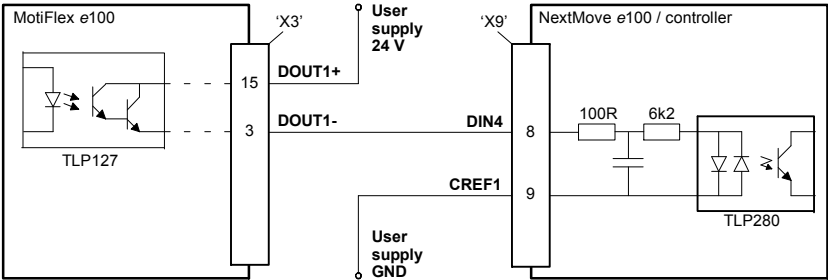 MotiFlex e100
'X3'
User
supply
24 V
'X9'
NextMove e100 / controller
15
DOUT1+
3
DOUT1-
DIN4
8
100R
6k2
TLP127
CREF1
9
TLP280
User
supply
GND